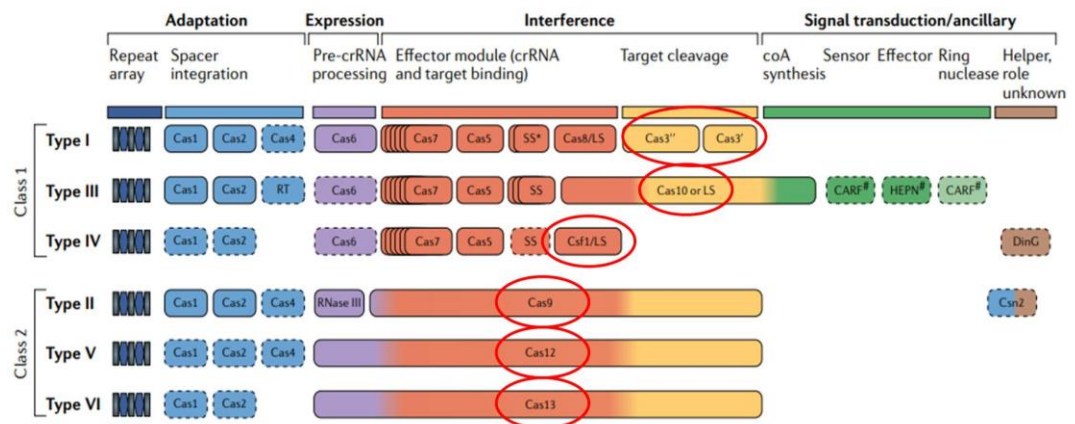 Adaptation Expression Interference Signal transduction/ancillary
Repeat array Spacer integration Pre-crRNA processing Effector module (crRNA and target binding) Target cleavage coA synthesis Sensor Effector Ring nuclease Helper, role unknown
Class 1
Type I Cas1 Cas2 Cas4 Cas6 Cas7 Cas5 SS* Cas8/LS Cas3'' Cas3'
Type III Cas1 Cas2 RT Cas6 Cas7 Cas5 SS Cas10 or LS CARF# HEPN# CARF#
Type IV Cas1 Cas2 Cas6 Cas7 Cas5 SS Csf1/LS DinG
Class 2
Type II Cas1 Cas2 Cas4 RNase III Cas9 Csn2
Type V Cas1 Cas2 Cas4 Cas12
Type VI Cas1 Cas2 Cas13